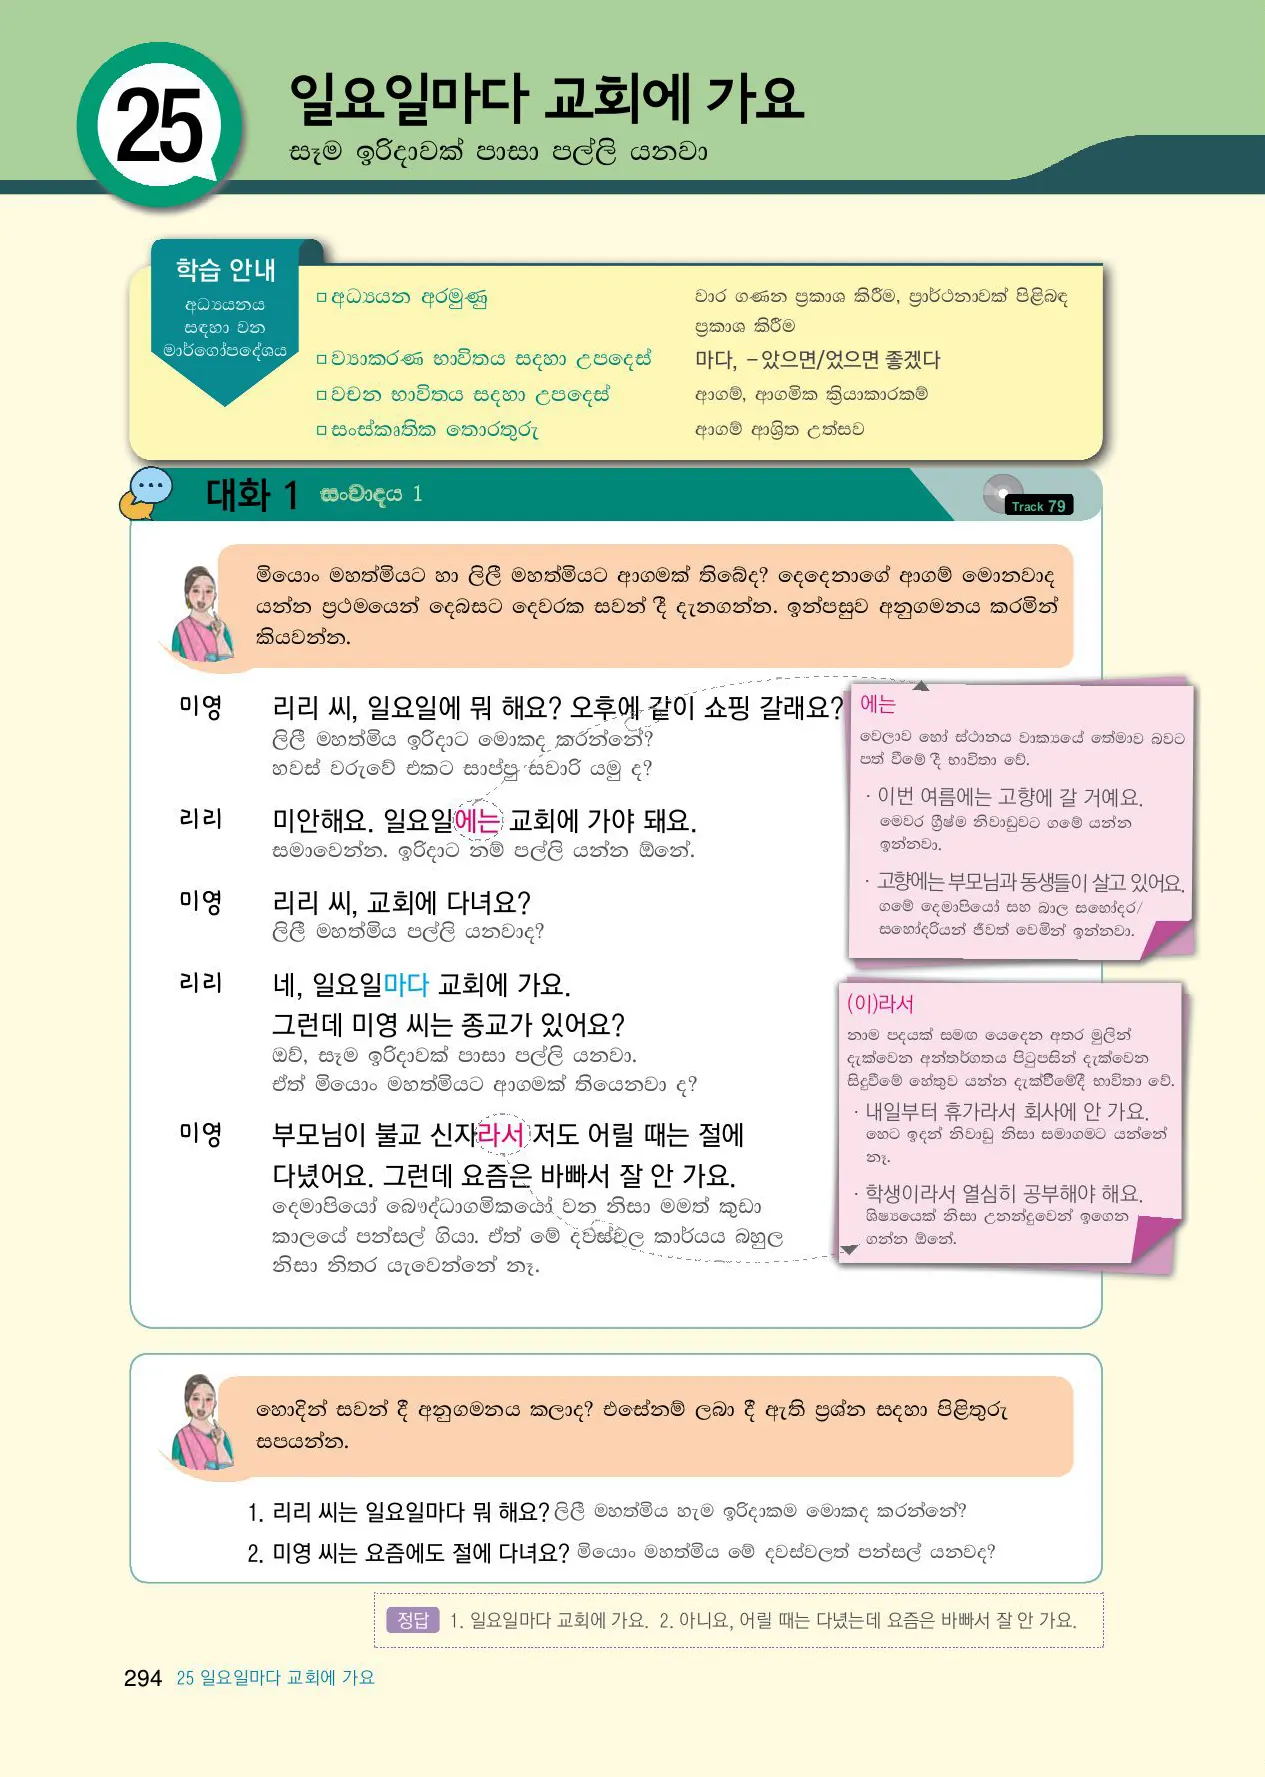 25
일요일마다 교회에 가요
සෑම ඉරිදාවක් පාසා පල්ලි යනවා
학습 안내
අධ්‍යයනය
සඳහා වන
මාර්ගෝපදේශය
අධ්‍යයන අරමුණු
වාර ගණන ප්‍රකාශ කිරීම, ප්‍රාර්ථනාවක් පිළිබඳ
ප්‍රකාශ කිරීම
ව්‍යාකරණ භාවිතය සදහා උපදෙස්
마다, –았으면/었으면 좋겠다
වචන භාවිතය සදහා උපදෙස්
ආගම්, ආගමික ක්‍රියාකාරකම්
සංස්කෘතික තොරතුරු
ආගම් ආශ්‍රිත උත්සව
대화 1 සංවාදය 1
Track 79
මියොං මහත්මියට හා ලිලී මහත්මියට ආගමක් තිබේද? දෙදෙනාගේ ආගම් මොනවාද
යන්න ප්‍රථමයෙන් දෙබසට දෙවරක සවන් දී දැනගන්න. ඉන්පසුව අනුගමනය කරමින්
කියවන්න.
미영 리리 씨, 일요일에 뭐 해요? 오후에 같이 쇼핑 갈래요?
ලිලී මහත්මිය ඉරිදාට මොකද කරන්නේ?
හවස් වරුවේ එකට සාප්පු සවාරි යමු ද?
리리 미안해요. 일요일에는 교회에 가야 돼요.
සමාවෙන්න. ඉරිදාට නම් පල්ලි යන්න ඕනේ.
미영 리리 씨, 교회에 다녀요?
ලිලී මහත්මිය පල්ලි යනවාද?
리리 네, 일요일마다 교회에 가요.
그런데 미영 씨는 종교가 있어요?
ඔව්, සෑම ඉරිදාවක් පාසා පල්ලි යනවා.
ඒත් මියොං මහත්මියට ආගමක් තියෙනවා ද?
미영 부모님이 불교 신자라서 저도 어릴 때는 절에
다녔어요. 그런데 요즘은 바빠서 잘 안 가요.
දෙමාපියෝ බෞද්ධාගමිකයෝ වන නිසා මමත් කුඩා
කාලයේ පන්සල් ගියා. ඒත් මේ දවස්වල කාර්යය බහුල
නිසා නිතර යැවෙන්නේ නෑ.
에는
වෙලාව හෝ ස්ථානය වාක්‍යයේ තේමාව බවට
පත් වීමේ දී භාවිතා වේ.
· 이번 여름에는 고향에 갈 거예요.
මෙවර ග්‍රීෂ්ම නිවාඩුවට ගමේ යන්න
ඉන්නවා.
· 고향에는 부모님과 동생들이 살고 있어요.
ගමේ දෙමාපියෝ සහ බාල සහෝදර/
සහෝදරියන් ජීවත් වෙමින් ඉන්නවා.
(이)라서
නාම පදයක් සමඟ යෙදෙන අතර මුලින්
දැක්වෙන අන්තර්ගතය පිටුපසින් දැක්වෙන
සිදුවීමේ හේතුව යන්න දැක්වීමේදී භාවිතා වේ.
· 내일부터 휴가라서 회사에 안 가요.
හෙට ඉදන් නිවාඩු නිසා සමාගමට යන්නේ
නෑ.
· 학생이라서 열심히 공부해야 해요.
ශිෂ්‍යයෙක් නිසා උනන්දුවෙන් ඉගෙන
ගන්න ඕනේ.
හොදින් සවන් දී අනුගමනය කලාද? එසේනම් ලබා දී ඇති ප්‍රශ්න සදහා පිළිතුරු
සපයන්න.
1. 리리 씨는 일요일마다 뭐 해요? ලිලී මහත්මිය හැම ඉරිදාකම මොකද කරන්නේ?
2. 미영 씨는 요즘에도 절에 다녀요? මියොං මහත්මිය මේ දවස්වලත් පන්සල් යනවද?
정답 1. 일요일마다 교회에 가요. 2. 아니요, 어릴 때는 다녔는데 요즘은 바빠서 잘 안 가요.
294 25 일요일마다 교회에 가요